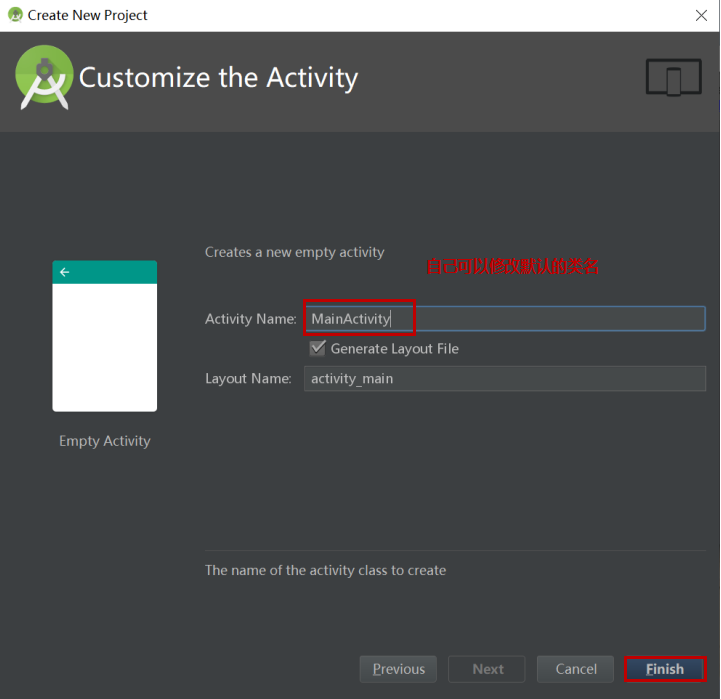 Create New Project
Customize the Activity
Creates a new empty activity
自己可以修改默认的类名
Activity Name: MainActivity
Generate Layout File
Layout Name: activity_main
Empty Activity
The name of the activity class to create
Previous Next Cancel Finish